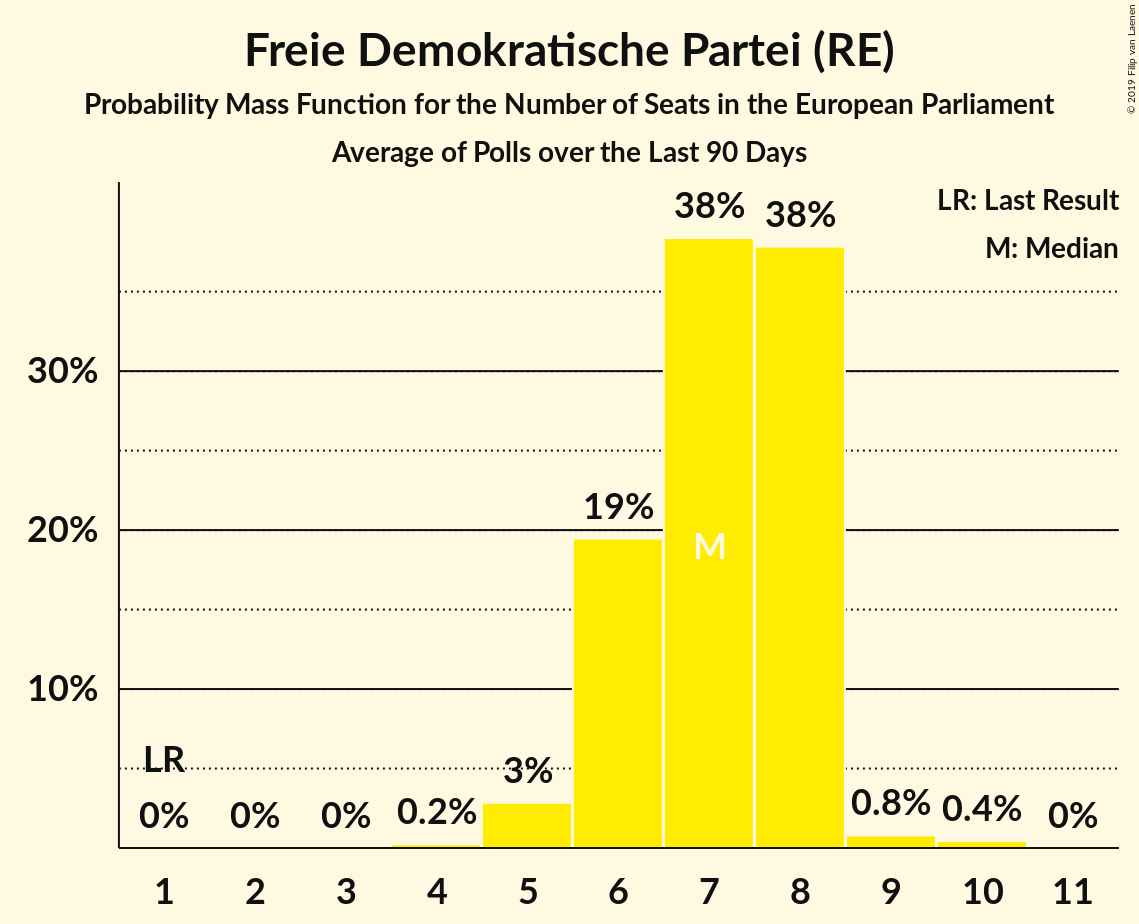 Freie Demokratische Partei (RE)
Probability Mass Function for the Number of Seats in the European Parliament
Average of Polls over the Last 90 Days
© 2019 Filip van Laenen
LR: Last Result
M: Median
38%
38%
30%
19%
20%
M
10%
LR
3%
0%
0%
0%
0.2%
0.8%
0.4%
0%
1 2 3 4 5 6 7 8 9 10 11